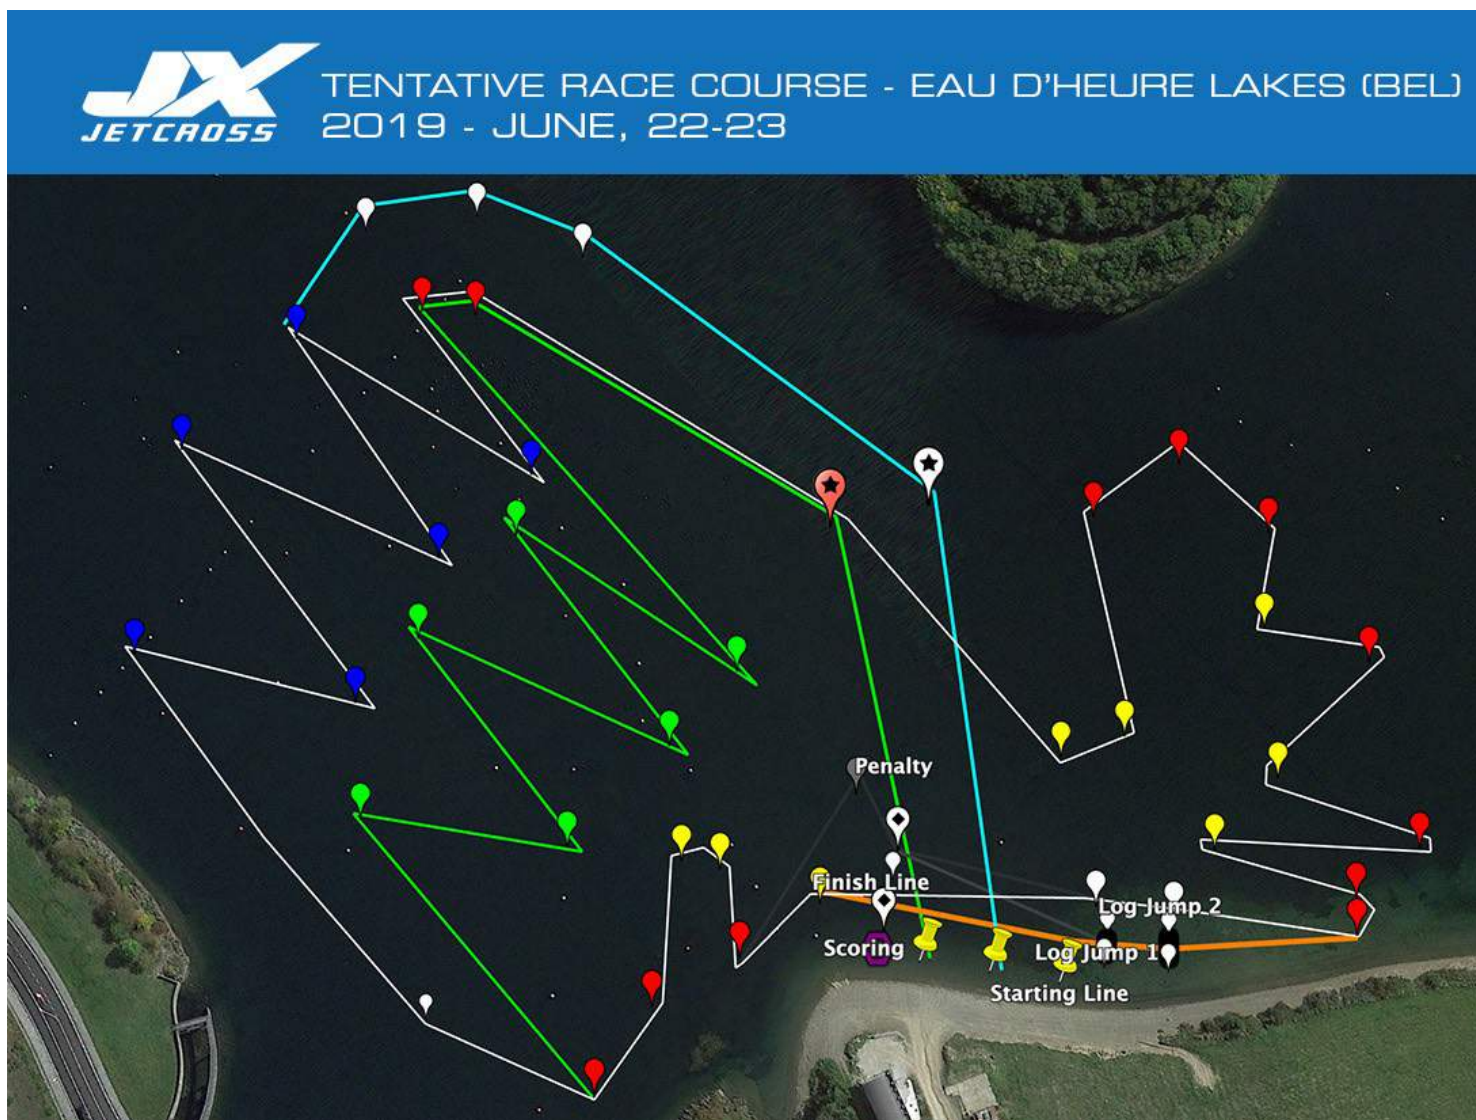 JX
JETCROSS
TENTATIVE RACE COURSE - EAU D'HEURE LAKES (BEL)
2019 - JUNE, 22-23
Penalty
Finish Line
Log Jump 2
Scoring
Log Jump 1
Starting Line